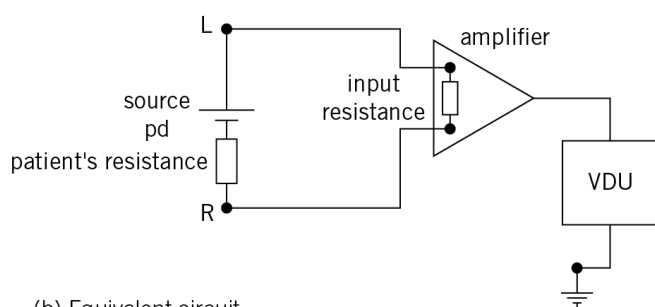 L
amplifier
input
resistance
source
pd
patient's resistance
VDU
R
(b) Equivalent circuit